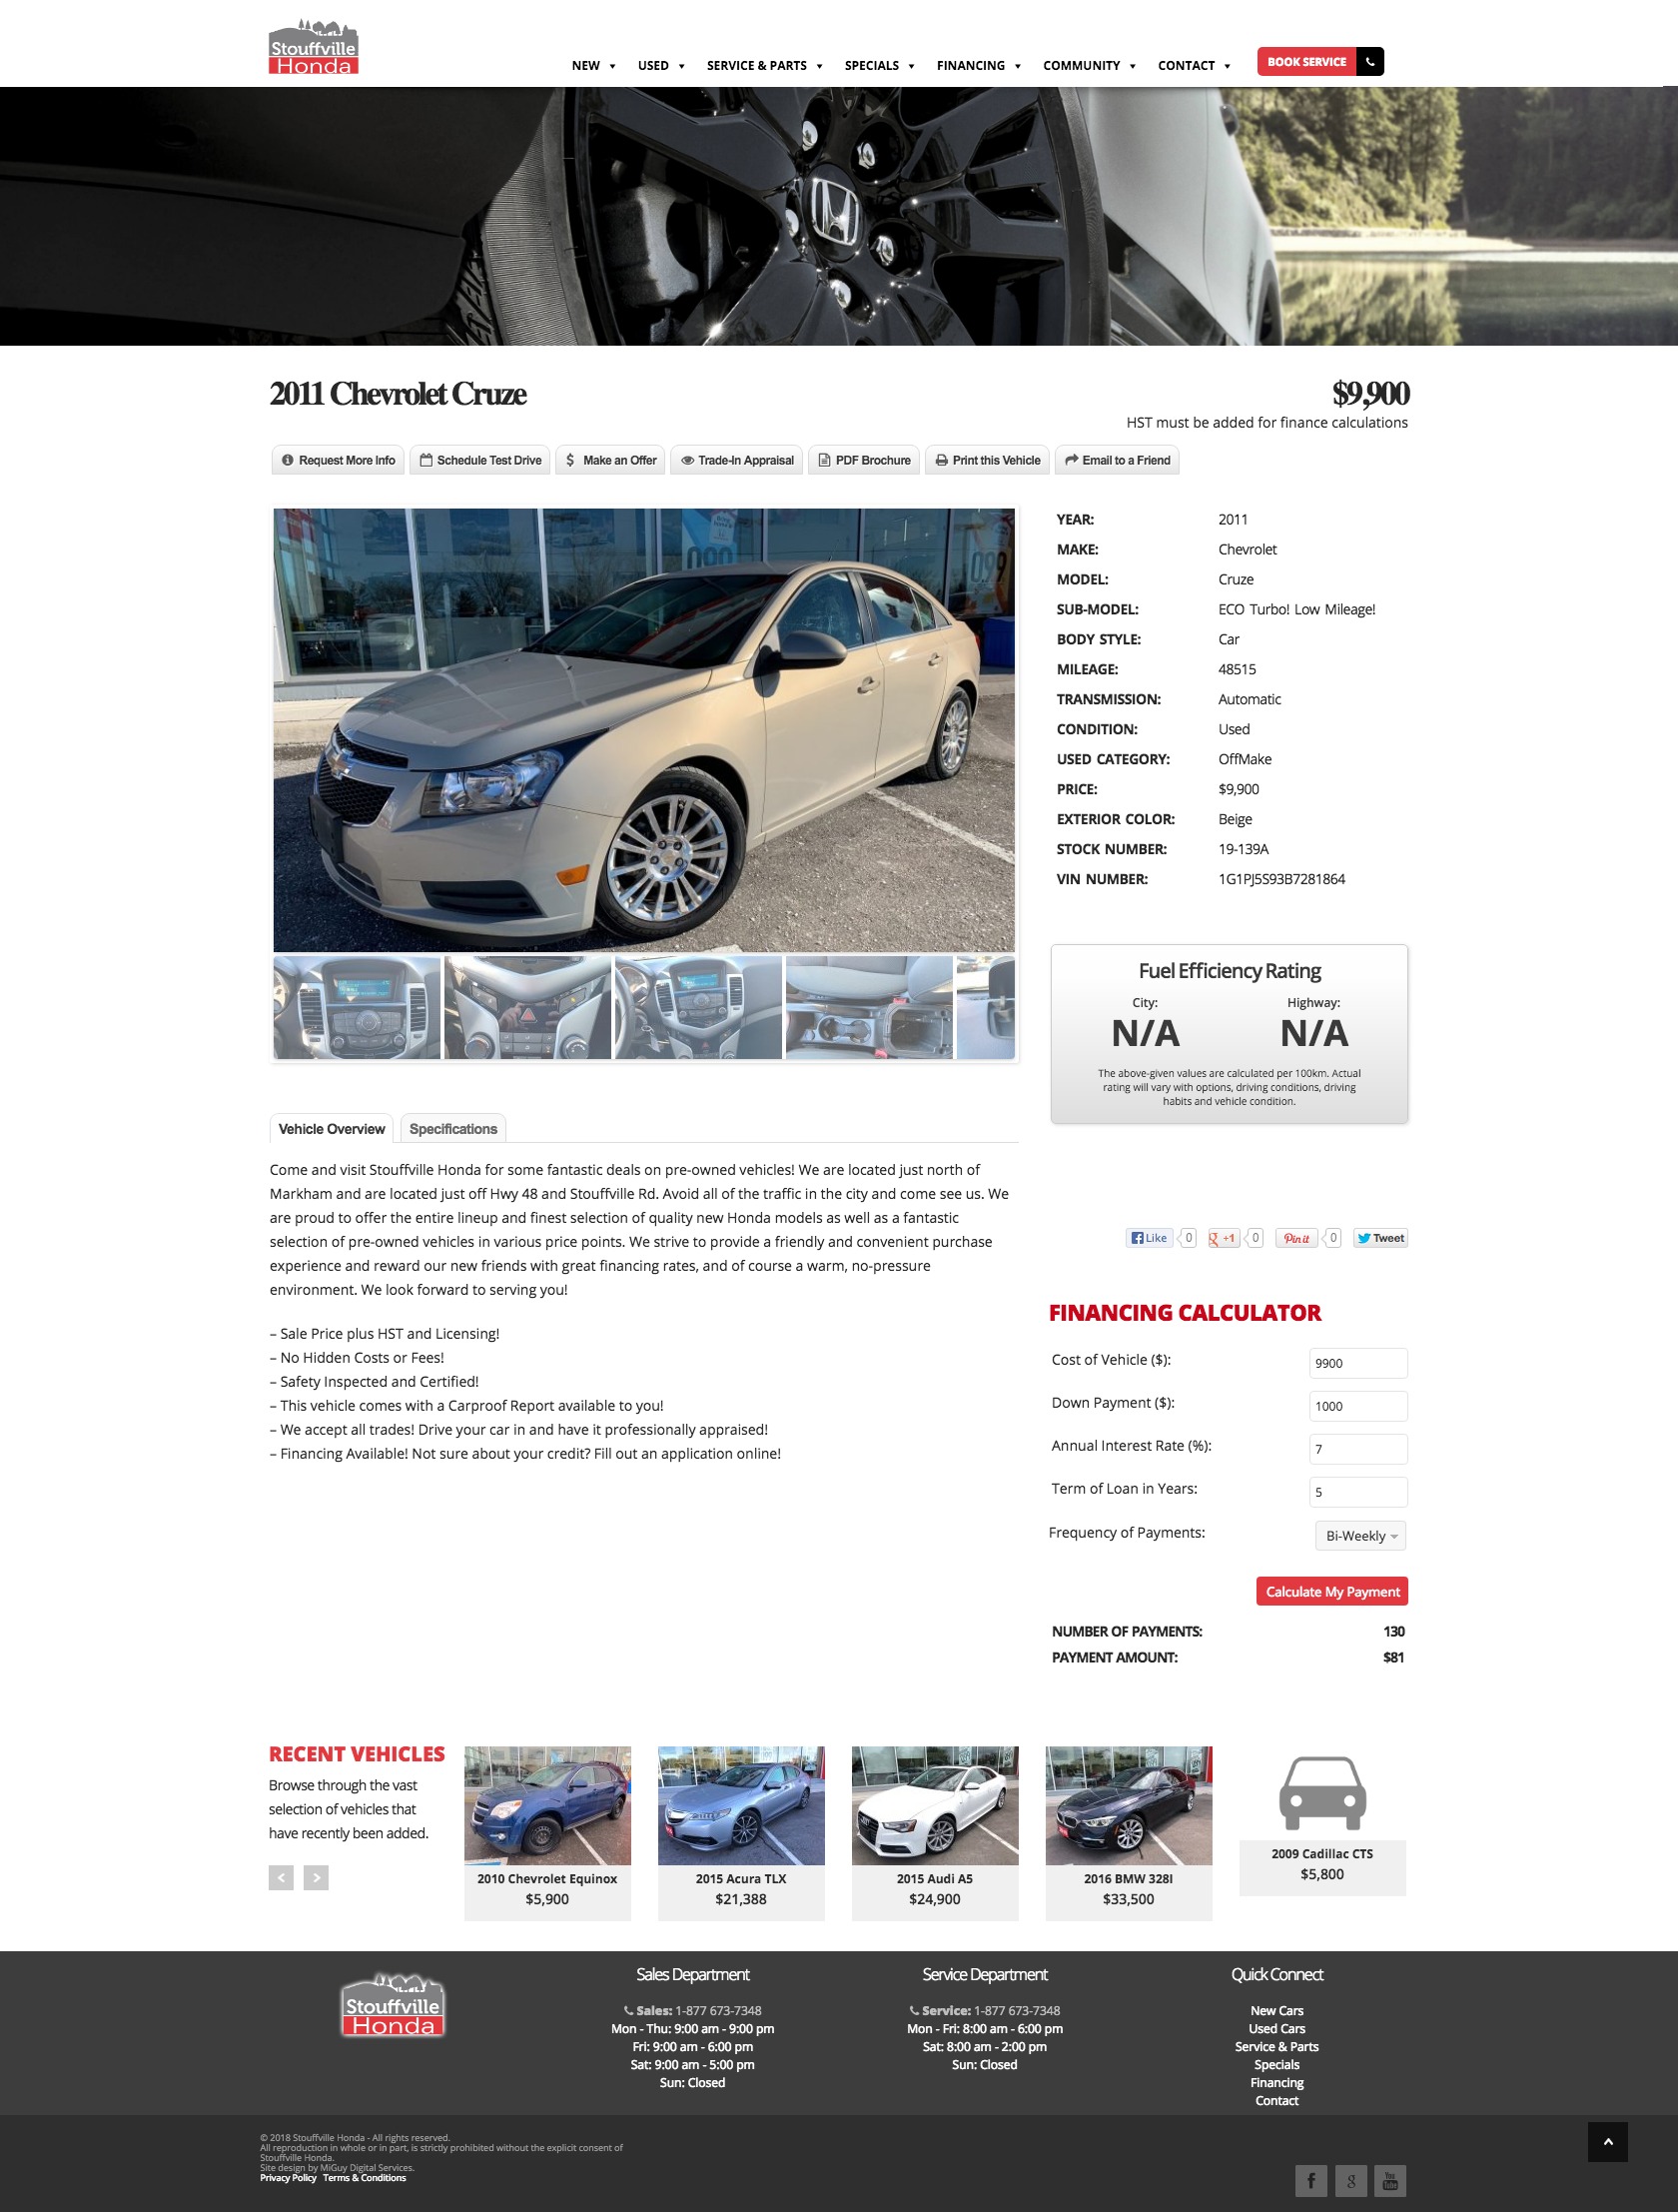 Stouffville
Honda
NEW
USED
SERVICE & PARTS
SPECIALS
FINANCING
COMMUNITY
CONTACT
BOOK SERVICE
2011 Chevrolet Cruze
$9,900
HST must be added for finance calculations
Request More Info
Schedule Test Drive
Make an Offer
Trade-In Appraisal
PDF Brochure
Print this Vehicle
Email to a Friend
YEAR: 2011
MAKE: Chevrolet
MODEL: Cruze
SUB-MODEL: ECO Turbo! Low Mileage!
BODY STYLE: Car
MILEAGE: 48515
TRANSMISSION: Automatic
CONDITION: Used
USED CATEGORY: OffMake
PRICE: $9,900
EXTERIOR COLOR: Beige
STOCK NUMBER: 19-139A
VIN NUMBER: 1G1PJ5S93B7281864
Fuel Efficiency Rating
City: Highway:
N/A N/A
The above-given values are calculated per 100km. Actual
rating will vary with options, driving conditions, driving
habits and vehicle condition.
Vehicle Overview
Specifications
Come and visit Stouffville Honda for some fantastic deals on pre-owned vehicles! We are located just north of
Markham and are located just off Hwy 48 and Stouffville Rd. Avoid all of the traffic in the city and come see us. We
are proud to offer the entire lineup and finest selection of quality new Honda models as well as a fantastic
selection of pre-owned vehicles in various price points. We strive to provide a friendly and convenient purchase
experience and reward our new friends with great financing rates, and of course a warm, no-pressure
environment. We look forward to serving you!
– Sale Price plus HST and Licensing!
– No Hidden Costs or Fees!
– Safety Inspected and Certified!
– This vehicle comes with a Carproof Report available to you!
– We accept all trades! Drive your car in and have it professionally appraised!
– Financing Available! Not sure about your credit? Fill out an application online!
Like 0
+1 0
Pin it 0
Tweet
FINANCING CALCULATOR
Cost of Vehicle ($): 9900
Down Payment ($): 1000
Annual Interest Rate (%): 7
Term of Loan in Years: 5
Frequency of Payments: Bi-Weekly
Calculate My Payment
NUMBER OF PAYMENTS: 130
PAYMENT AMOUNT: $81
RECENT VEHICLES
Browse through the vast
selection of vehicles that
have recently been added.
2010 Chevrolet Equinox
$5,900
2015 Acura TLX
$21,388
2015 Audi A5
$24,900
2016 BMW 328I
$33,500
2009 Cadillac CTS
$5,800
Stouffville
Honda
Sales Department
Sales: 1-877 673-7348
Mon - Thu: 9:00 am - 9:00 pm
Fri: 9:00 am - 6:00 pm
Sat: 9:00 am - 5:00 pm
Sun: Closed
Service Department
Service: 1-877 673-7348
Mon - Fri: 8:00 am - 6:00 pm
Sat: 8:00 am - 2:00 pm
Sun: Closed
Quick Connect
New Cars
Used Cars
Service & Parts
Specials
Financing
Contact
© 2018 Stouffville Honda - All rights reserved.
All reproduction in whole or in part, is strictly prohibited without the explicit consent of
Stouffville Honda.
Site design by MiGuy Digital Services.
Privacy Policy Terms & Conditions